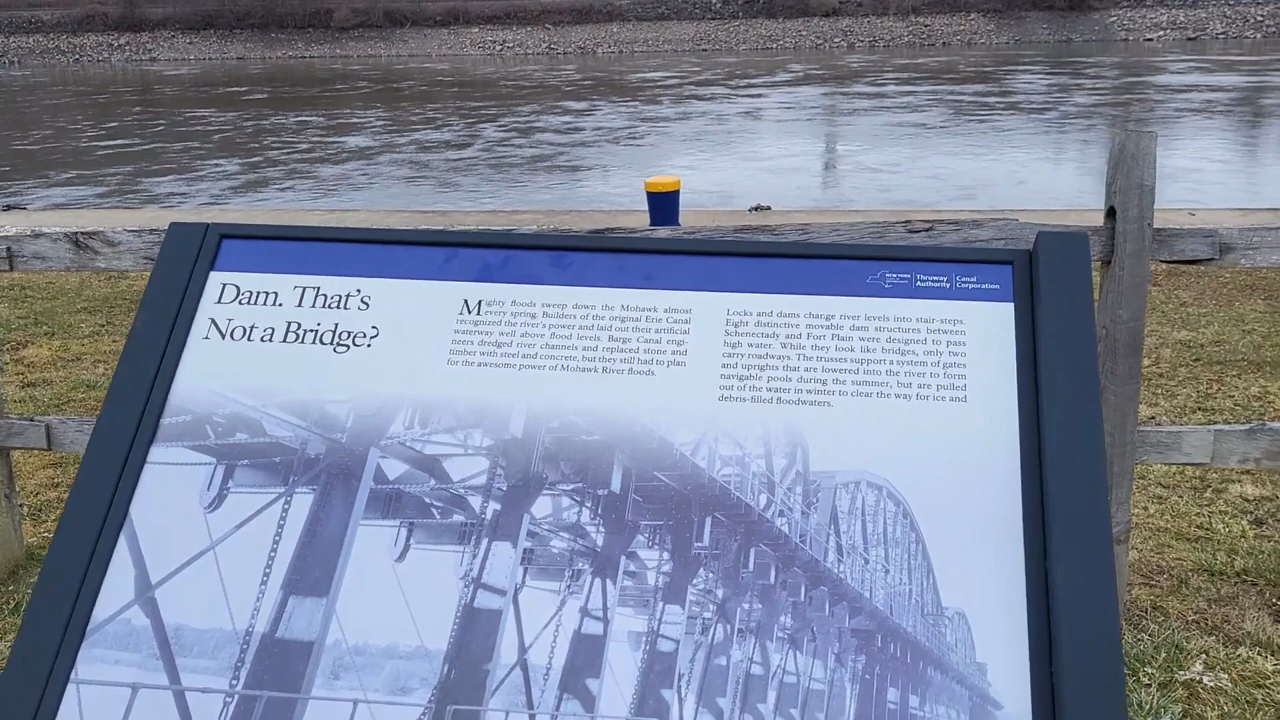 NEW YORK
Thruway
Authority
Canal
Corporation
Dam. That's
Not a Bridge?
Mighty floods sweep down the Mohawk almost
every spring. Builders of the original Erie Canal
recognized the river's power and laid out their artificial
waterway well above flood levels. Barge Canal engi-
neers dredged river channels and replaced stone and
timber with steel and concrete, but they still had to plan
for the awesome power of Mohawk River floods.
Locks and dams change river levels into stair-steps.
Eight distinctive movable dam structures between
Schenectady and Fort Plain were designed to pass
high water. While they look like bridges, only two
carry roadways. The trusses support a system of gates
and uprights that are lowered into the river to form
navigable pools during the summer, but are pulled
out of the water in winter to clear the way for ice and
debris-filled floodwaters.